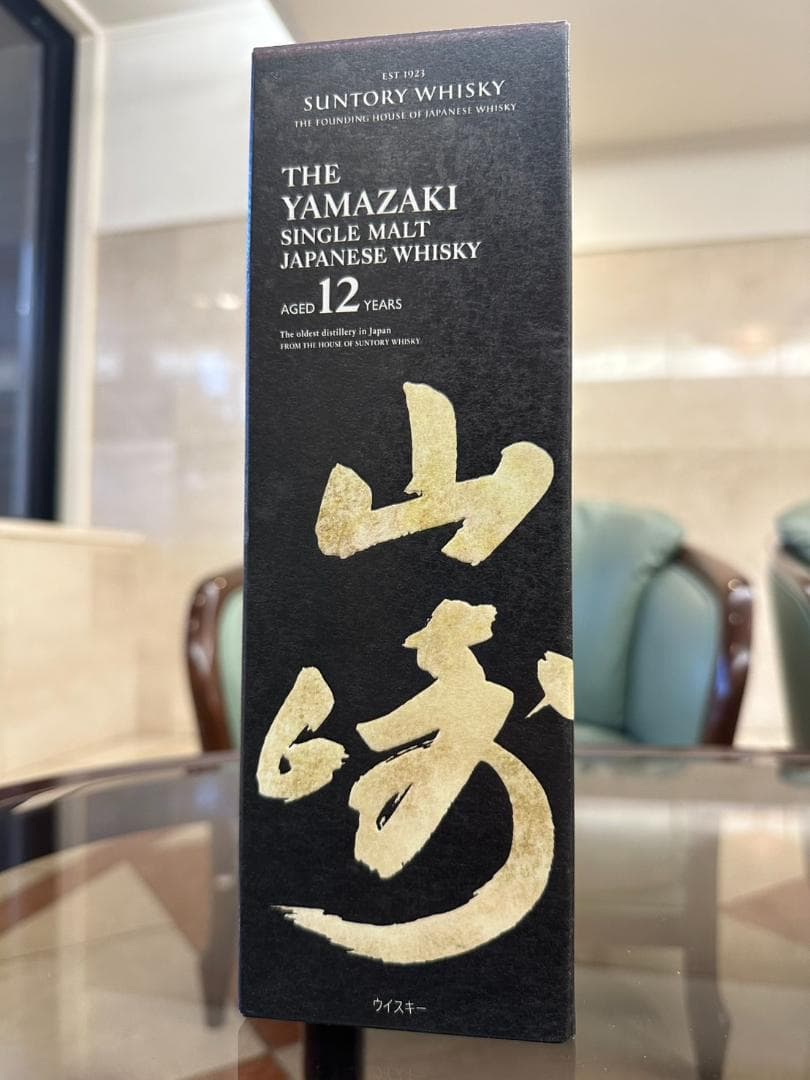 EST 1923
SUNTORY WHISKY
THE FOUNDING HOUSE OF JAPANESE WHISKY
THE
YAMAZAKI
SINGLE MALT
JAPANESE WHISKY
AGED 12 YEARS
The oldest distillery in Japan
FROM THE HOUSE OF SUNTORY WHISKY
山
崎
ウイスキー